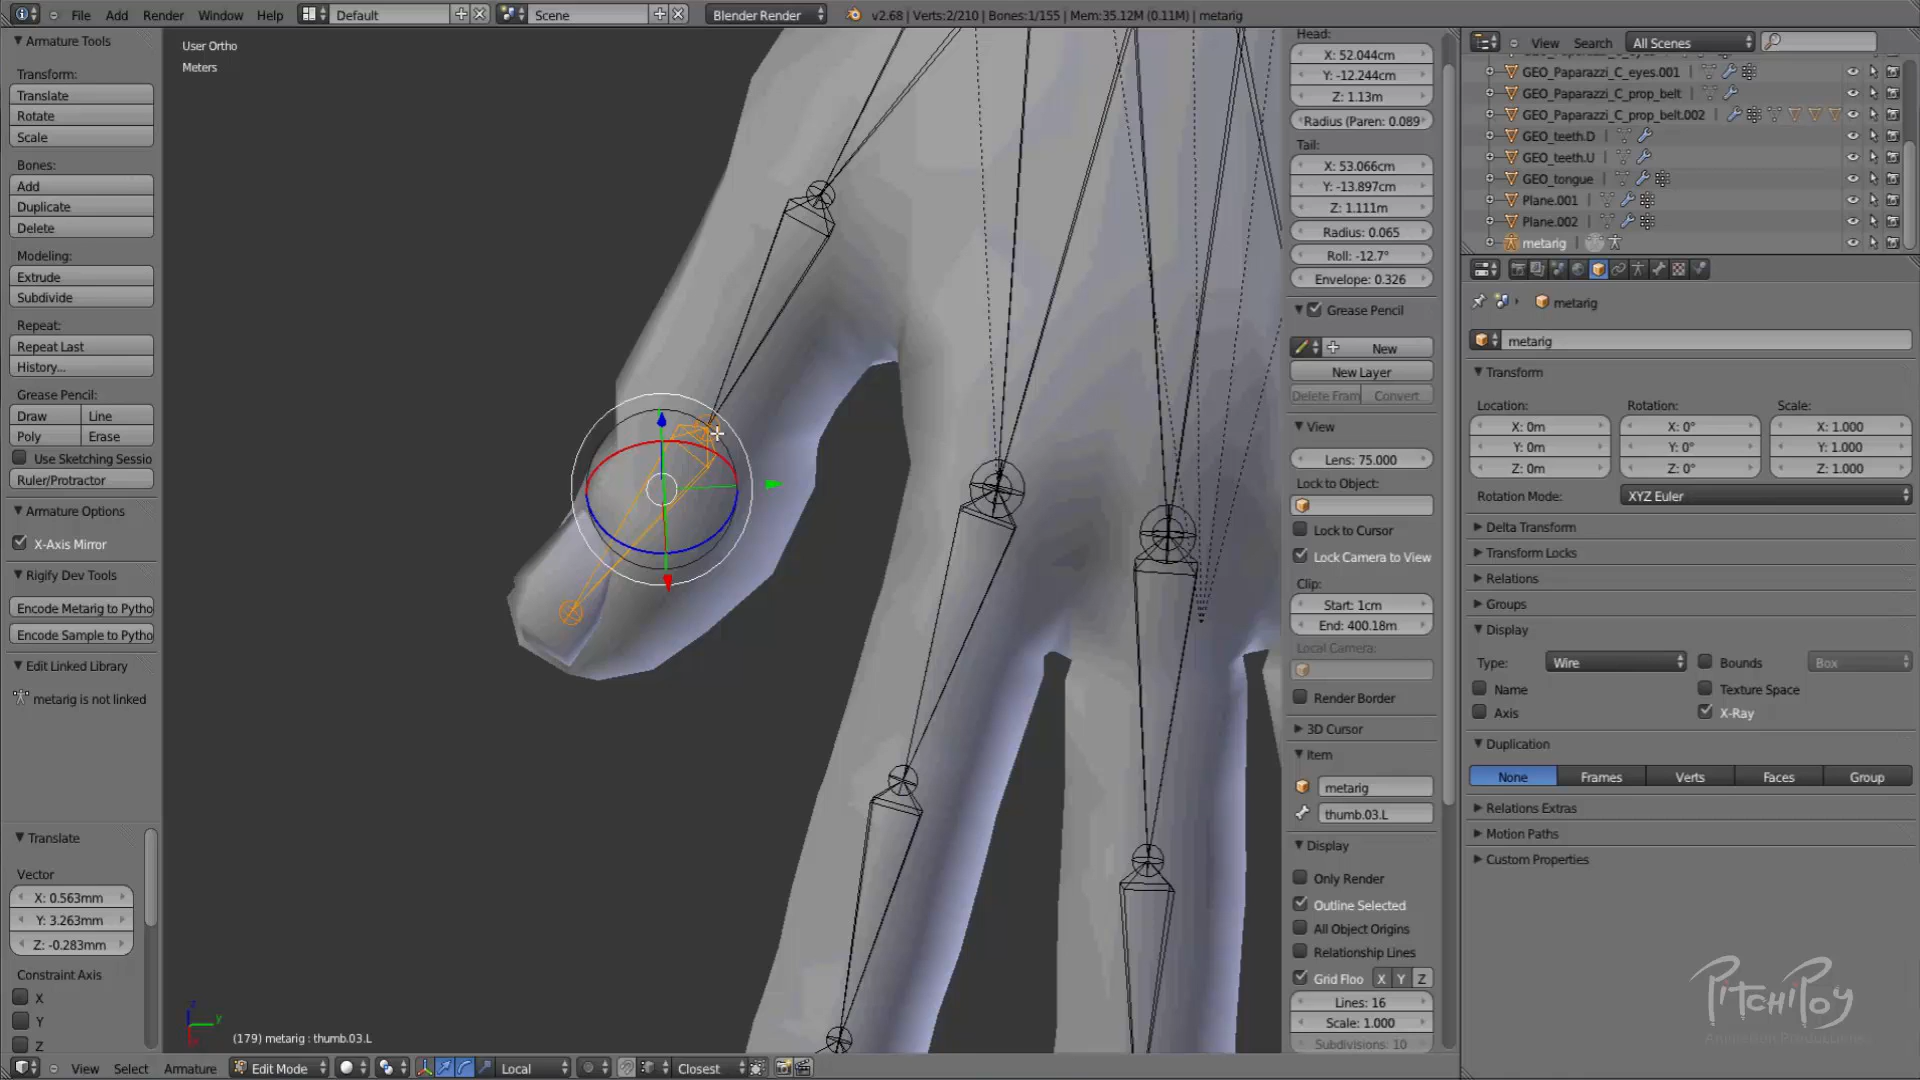 File Add Render Window Help Default Scene Blender Render v2.68 | Verts:2/210 | Bones:1/155 | Mem:35.12M (0.11M) | metarig
Armature Tools
Transform:
Translate
Rotate
Scale
Bones:
Add
Duplicate
Delete
Modeling:
Extrude
Subdivide
Repeat:
Repeat Last
History...
Grease Pencil:
Draw Line
Poly Erase
Use Sketching Sessio
Ruler/Protractor
Armature Options
X-Axis Mirror
Rigify Dev Tools
Encode Metarig to Pytho
Encode Sample to Pytho
Edit Linked Library
metarig is not linked
Translate
Vector
X: 0.563mm
Y: 3.263mm
Z: -0.283mm
Constraint Axis
X
Y
Z
User Ortho
Meters
(179) metarig : thumb.03.L
View Select Armature Edit Mode Local Closest
Head:
X: 52.044cm
Y: -12.244cm
Z: 1.13m
Radius (Paren: 0.089
Tail:
X: 53.066cm
Y: -13.897cm
Z: 1.111m
Radius: 0.065
Roll: -12.7°
Envelope: 0.326
Grease Pencil
New
New Layer
Delete Fram Convert
View
Lens: 75.000
Lock to Object:
Lock to Cursor
Lock Camera to View
Clip:
Start: 1cm
End: 400.18m
Local Camera:
Render Border
3D Cursor
Item
metarig
thumb.03.L
Display
Only Render
Outline Selected
All Object Origins
Relationship Lines
Grid Floo X Y Z
Lines: 16
Scale: 1.000
Subdivisions: 10
View Search All Scenes
GEO_Paparazzi_C_eyes.001
GEO_Paparazzi_C_prop_belt
GEO_Paparazzi_C_prop_belt.002
GEO_teeth.D
GEO_teeth.U
GEO_tongue
Plane.001
Plane.002
metarig
metarig
metarig
Transform
Location: Rotation: Scale:
X: 0m X: 0° X: 1.000
Y: 0m Y: 0° Y: 1.000
Z: 0m Z: 0° Z: 1.000
Rotation Mode: XYZ Euler
Delta Transform
Transform Locks
Relations
Groups
Display
Type: Wire Bounds Box
Name Texture Space
Axis X-Ray
Duplication
None Frames Verts Faces Group
Relations Extras
Motion Paths
Custom Properties
PitchiPoy
Animation Productions